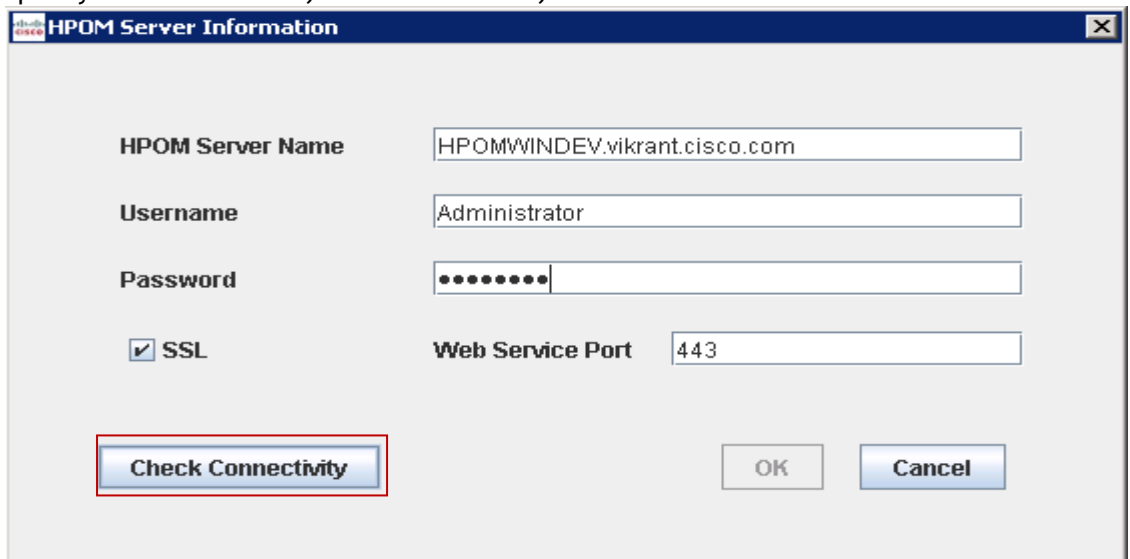 HPOM Server Information
HPOM Server Name HPOMWINDEV.vikrant.cisco.com
Username Administrator
Password ••••••••
SSL Web Service Port 443
Check Connectivity OK Cancel